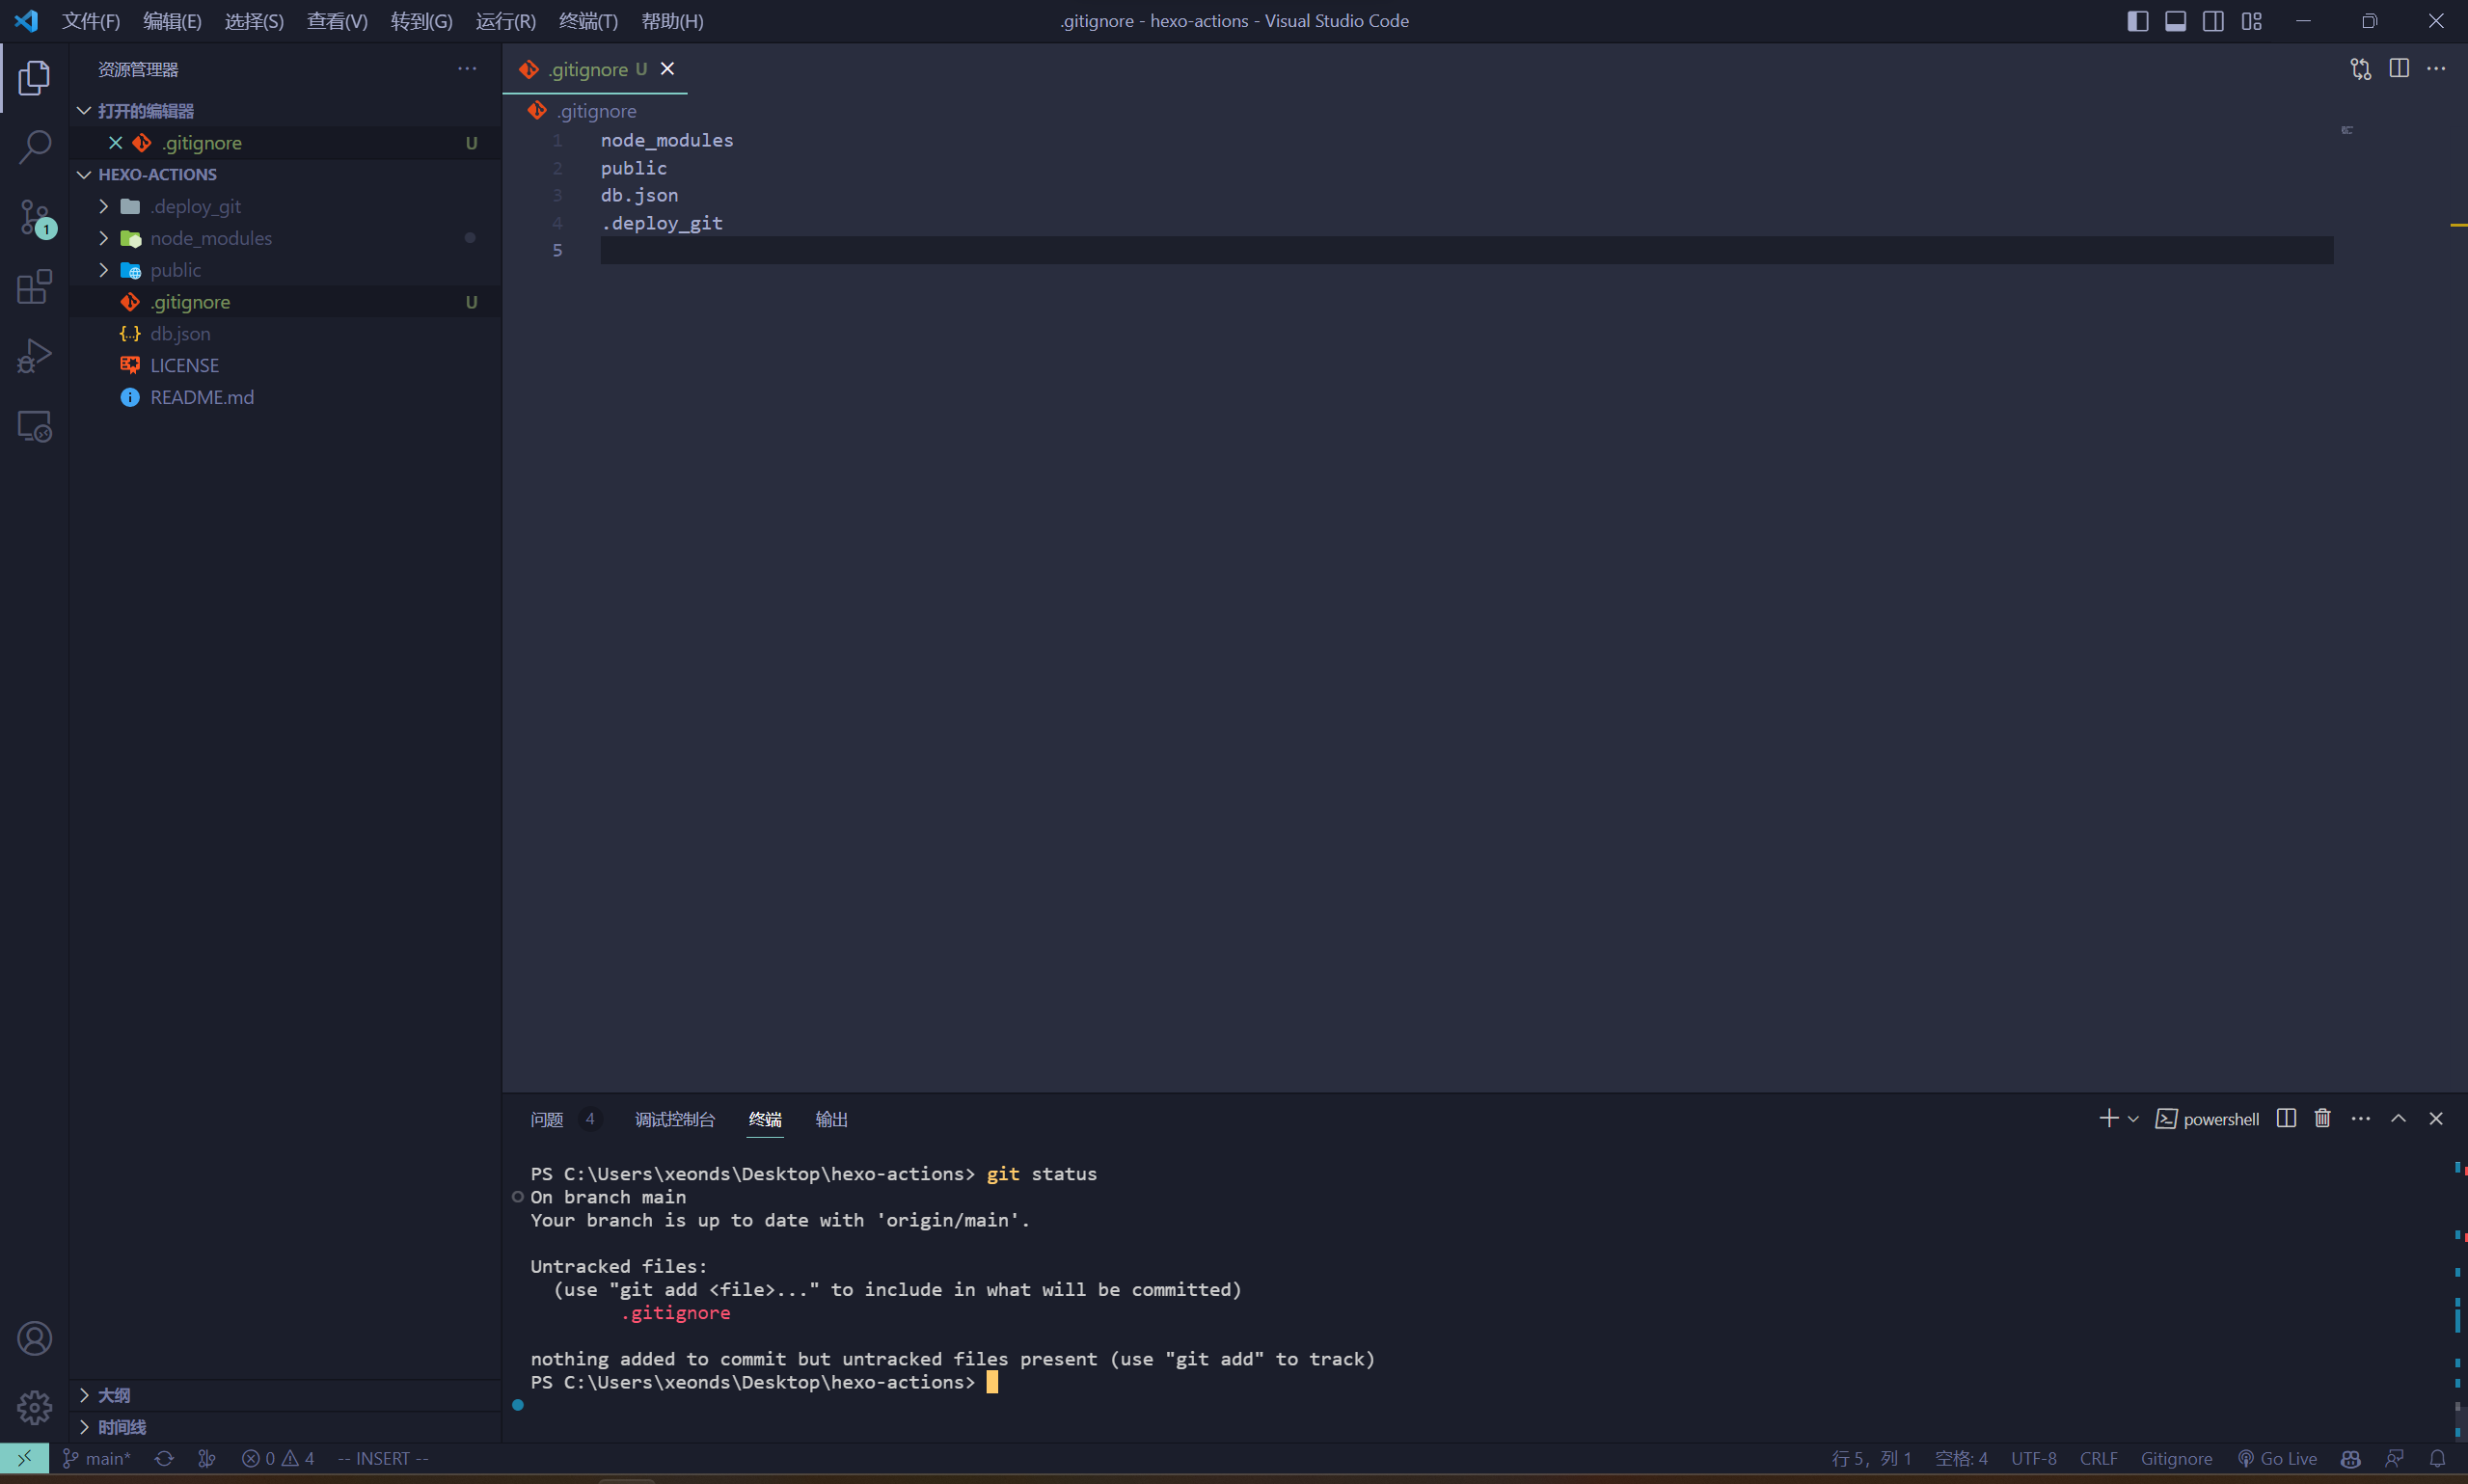 文件(F) 编辑(E) 选择(S) 查看(V) 转到(G) 运行(R) 终端(T) 帮助(H) .gitignore - hexo-actions - Visual Studio Code
资源管理器
打开的编辑器
.gitignore U
HEXO-ACTIONS
.deploy_git
node_modules
public
.gitignore U
db.json
LICENSE
README.md
大纲
时间线
1
.gitignore U
.gitignore
1 node_modules
2 public
3 db.json
4 .deploy_git
5
问题 4 调试控制台 终端 输出 powershell
PS C:\Users\xeonds\Desktop\hexo-actions> git status
On branch main
Your branch is up to date with 'origin/main'.
Untracked files:
(use "git add <file>..." to include in what will be committed)
.gitignore
nothing added to commit but untracked files present (use "git add" to track)
PS C:\Users\xeonds\Desktop\hexo-actions>
main* 0 4 -- INSERT -- 行 5，列 1 空格: 4 UTF-8 CRLF Gitignore Go Live